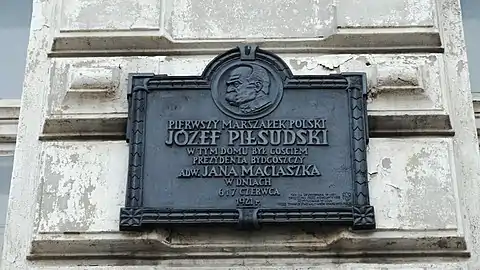 PIERWSZY MARSZAŁEK POLSKI
JÓZEF PIŁSUDSKI
W TYM DOMU BYŁ GOŚCIEM
PREZYDENTA BYDGOSZCZY
ADW. JANA MACIASZKA
W DNIACH
6 I 7 CZERWCA
1921 R.